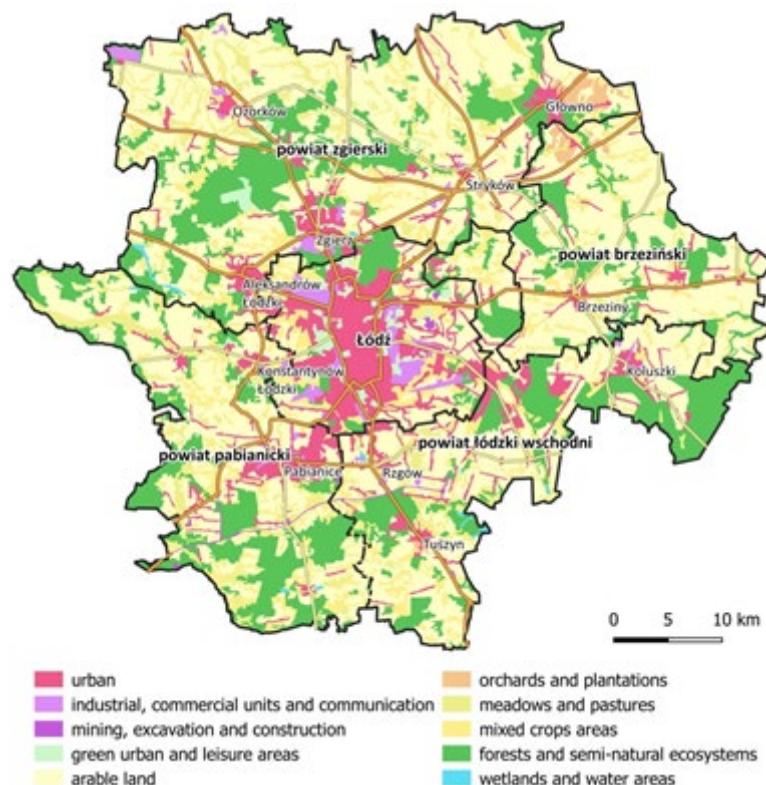 Ozorków
Głowno
powiat zgierski
Stryków
Zgierz
powiat brzeziński
Aleksandrów
Łódzki
Brzeziny
Łódź
Konstantynów
Łódzki
Koluszki
powiat pabianicki
powiat łódzki wschodni
Pabianice
Rzgów
Tuszyn
0 5 10 km
urban
industrial, commercial units and communication
mining, excavation and construction
green urban and leisure areas
arable land
orchards and plantations
meadows and pastures
mixed crops areas
forests and semi-natural ecosystems
wetlands and water areas